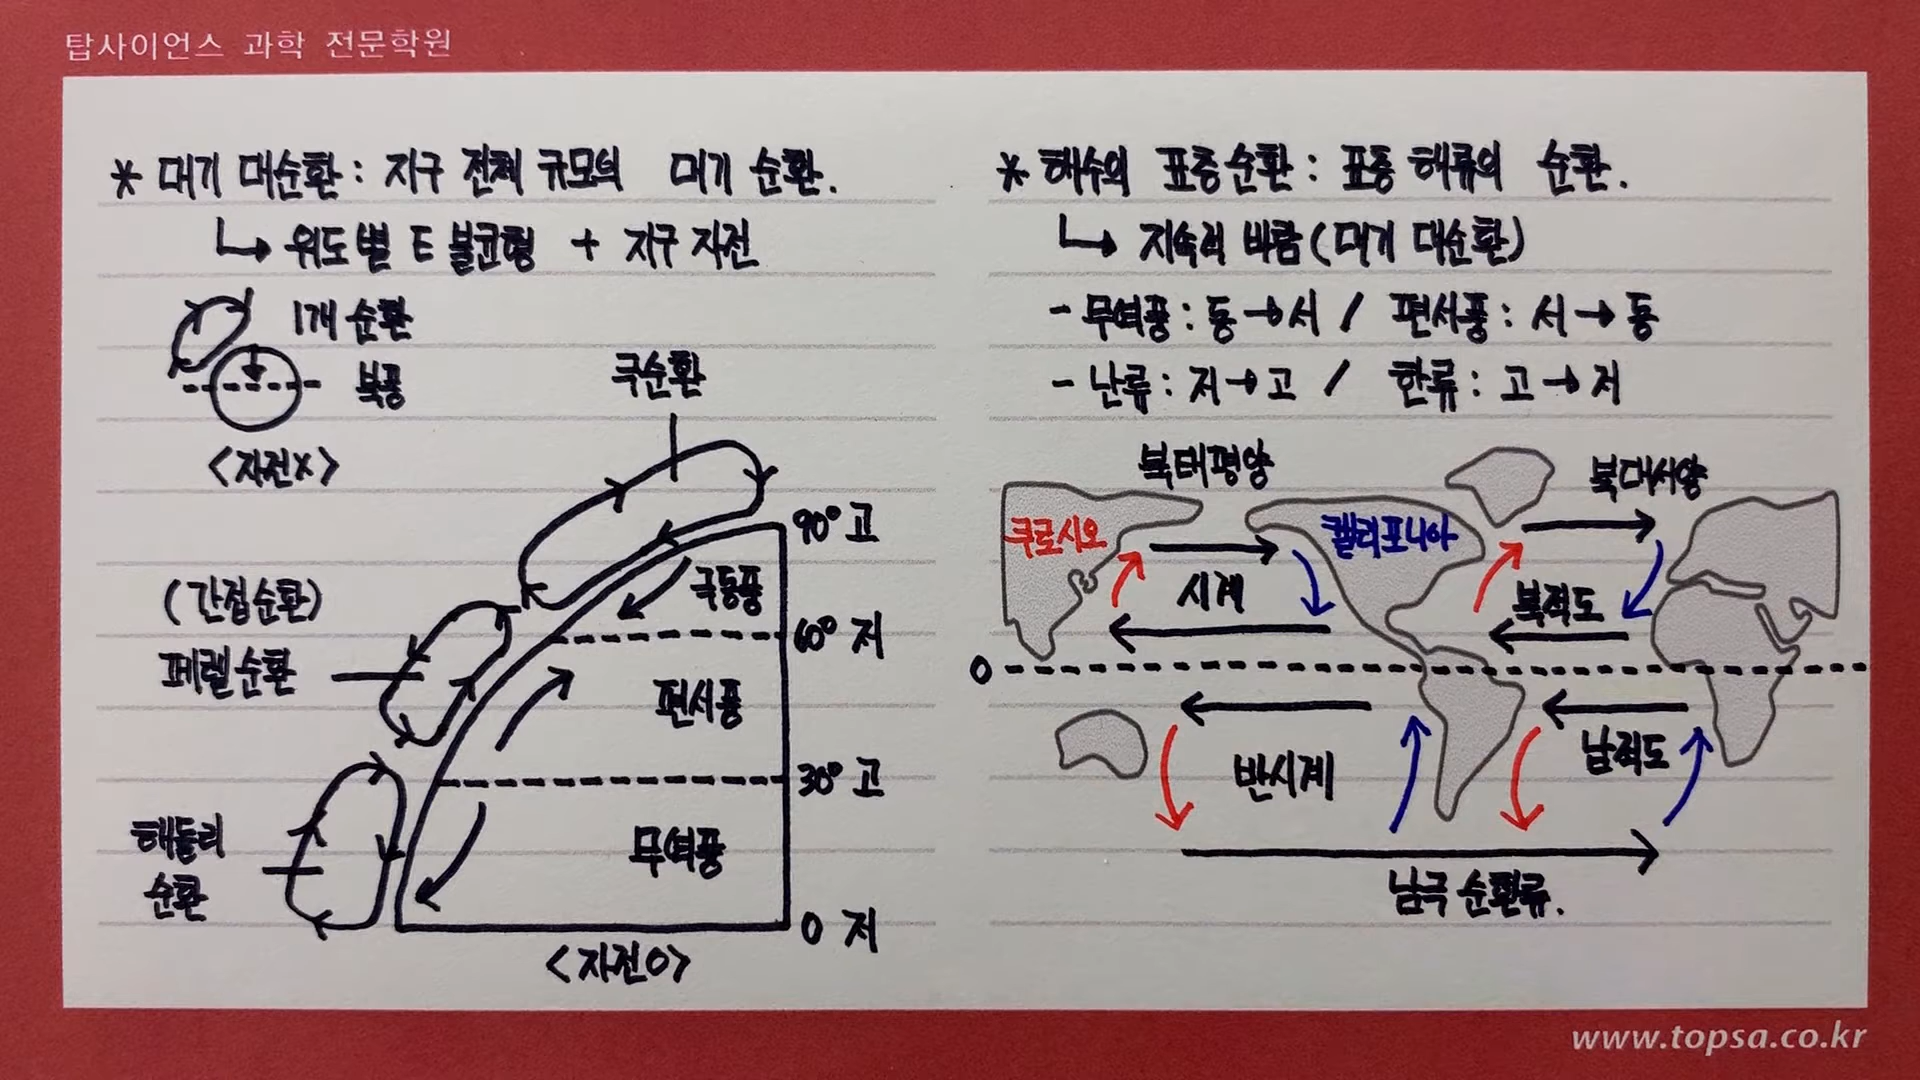 탑사이언스 과학 전문학원
* 대기 대순환 : 지구 전체 규모의 대기 순환.
↳ 위도별 E 불균형 + 지구 자전
1개 순환
북풍
<자전X>
극순환
90° 고
극동풍
(간접순환)
페렐순환
60° 저
편서풍
30° 고
해들리
순환
무역풍
0 저
<자전O>
* 해수의 표층순환 : 표층 해류의 순환.
↳ 지속적 바람(대기 대순환)
- 무역풍 : 동→서 / 편서풍 : 서→동
- 난류 : 저→고 / 한류 : 고→저
북태평양
북대서양
쿠로시오
캘리포니아
시계
북적도
0
남적도
반시계
남극 순환류.
www.topsa.co.kr